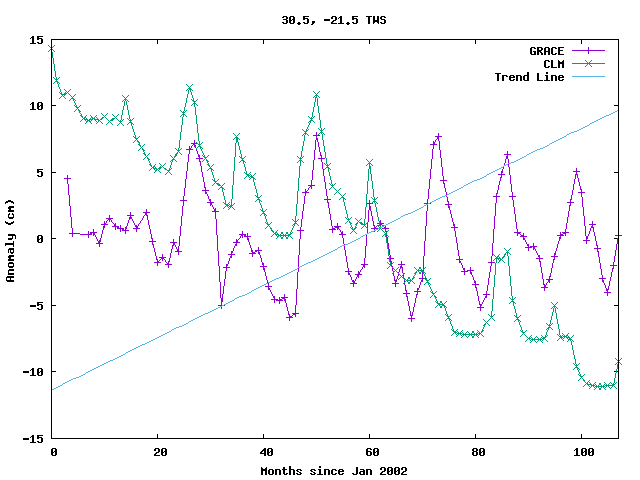 30.5, -21.5 TWS
GRACE
CLM
Trend Line
15
10
5
0
-5
-10
-15
Anomaly (cm)
0 20 40 60 80 100
Months since Jan 2002